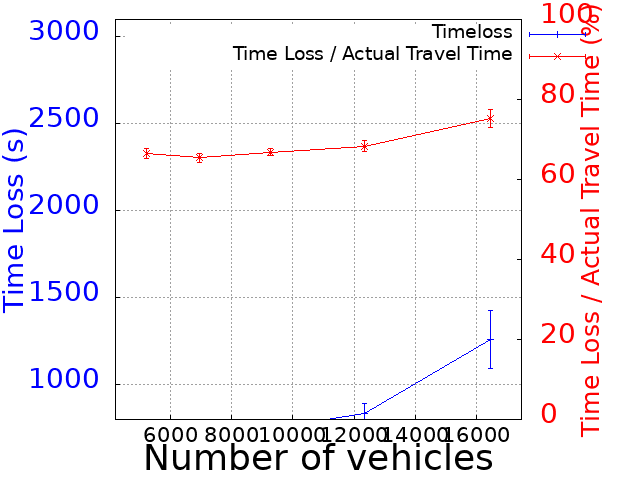 Timeloss
Time Loss / Actual Travel Time
Time Loss (s)
3000
2500
2000
1500
1000
100
80
60
40
20
0
Time Loss / Actual Travel Time (%)
6000 8000 10000 12000 14000 16000
Number of vehicles